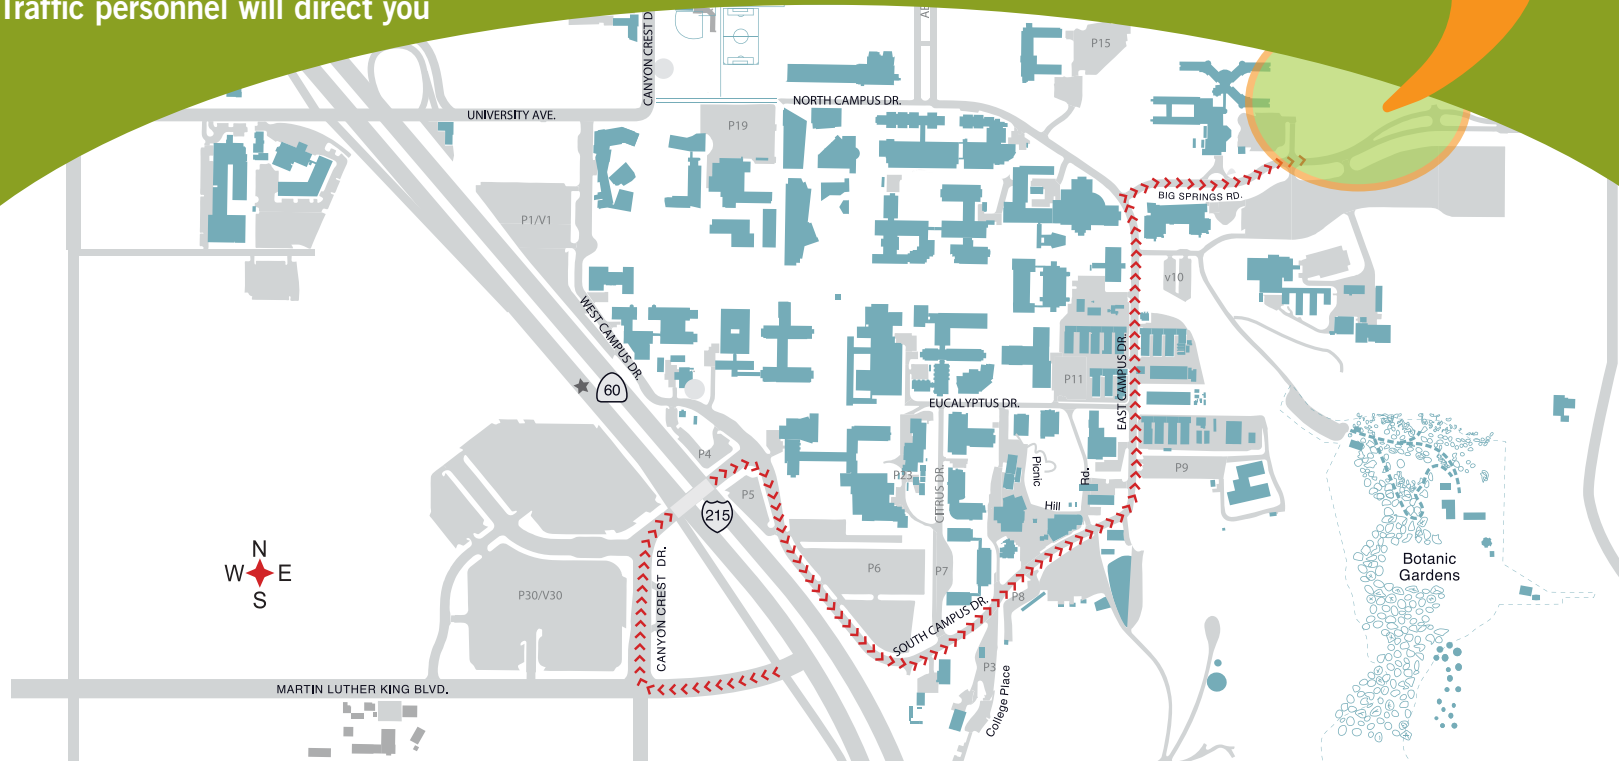 Traffic personnel will direct you
CANYON CREST D
P15
NORTH CAMPUS DR.
UNIVERSITY AVE.
P19
BIG SPRINGS RD.
P1/V1
v10
WEST CAMPUS DR.
60
EAST CAMPUS DR.
P11
EUCALYPTUS DR.
P4
P5
215
P23
CITRUS DR.
Picnic
Hill
Rd.
P9
N
W E
S
CANYON CREST DR.
P30/V30
P6
P7
P8
SOUTH CAMPUS DR.
P3
College Place
Botanic
Gardens
MARTIN LUTHER KING BLVD.